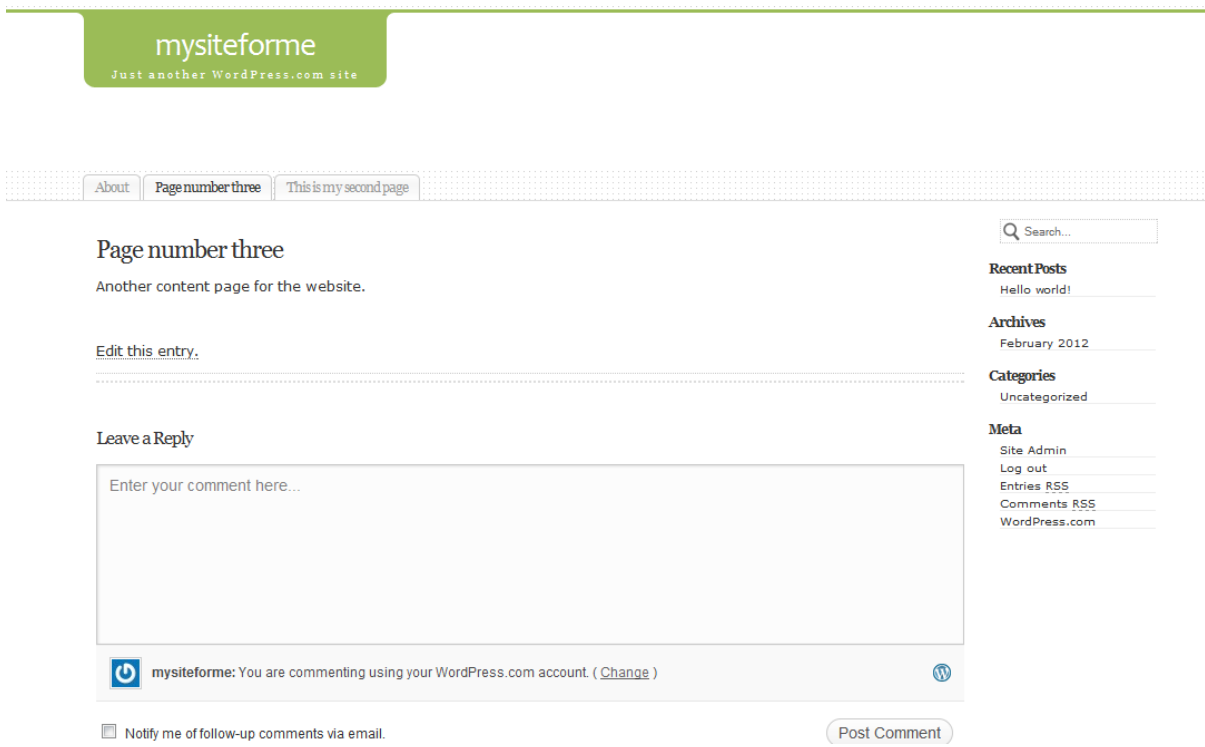 mysiteforme
Just another WordPress.com site
About
Page number three
This is my second page
Page number three
Another content page for the website.
Edit this entry.
Leave a Reply
Enter your comment here...
mysiteforme: You are commenting using your WordPress.com account. ( Change )
Notify me of follow-up comments via email.
Post Comment
Search...
Recent Posts
Hello world!
Archives
February 2012
Categories
Uncategorized
Meta
Site Admin
Log out
Entries RSS
Comments RSS
WordPress.com